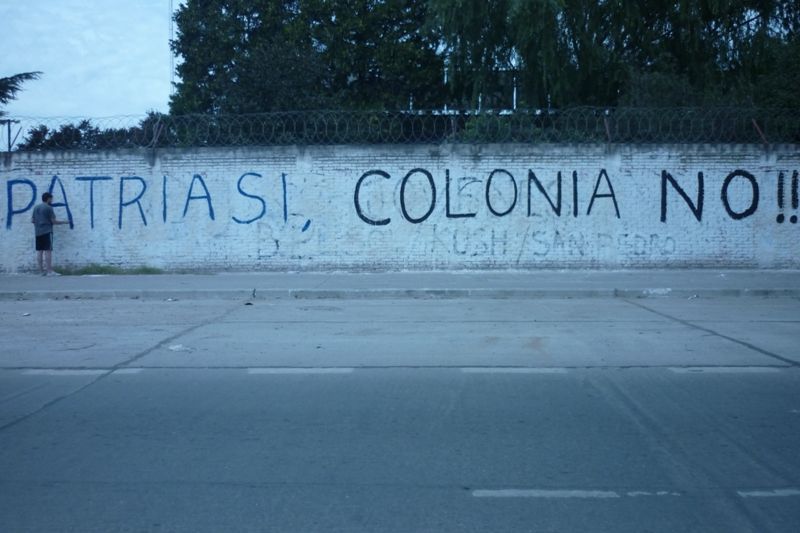 PATRIA SI, COLONIA NO!!
KUSH/SAN PEDRO